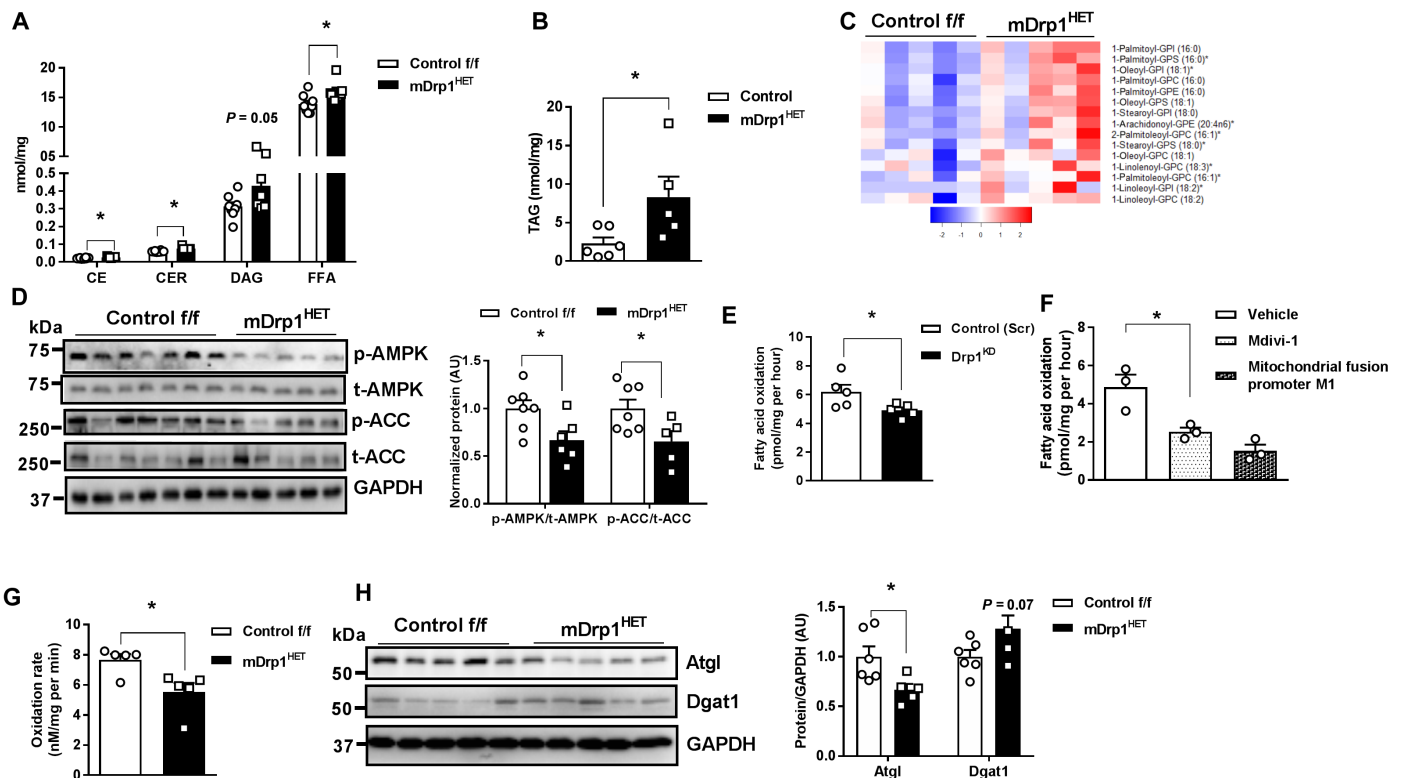 A
*
20
15
10
05
0.5
0.4
0.3
0.2
0.1
0.0
nmol/mg
*
*
P = 0.05
CE
CER
DAG
FFA
Control f/f
mDrp1HET
B
*
20
15
10
5
0
TAG (nmol/mg)
Control
mDrp1HET
C
Control f/f
mDrp1HET
1-Palmitoyl-GPI (16:0)
1-Palmitoyl-GPS (16:0)*
1-Oleoyl-GPI (18:1)*
1-Palmitoyl-GPC (16:0)
1-Palmitoyl-GPE (16:0)
1-Oleoyl-GPS (18:1)
1-Stearoyl-GPI (18:0)
1-Arachidonoyl-GPE (20:4n6)*
2-Palmitoleoyl-GPC (16:1)*
1-Stearoyl-GPS (18:0)*
1-Oleoyl-GPC (18:1)
1-Linolenoyl-GPC (18:3)*
1-Palmitoleoyl-GPC (16:1)*
1-Linoleoyl-GPI (18:2)*
1-Linoleoyl-GPC (18:2)
-2
-1
0
1
2
D
kDa
Control f/f
mDrp1HET
75
p-AMPK
75
t-AMPK
250
p-ACC
250
t-ACC
37
GAPDH
Control f/f
mDrp1HET
*
*
1.5
1.0
0.5
0.0
Normalized protein (AU)
p-AMPK/t-AMPK
p-ACC/t-ACC
E
*
10
8
6
4
2
0
Fatty acid oxidation
(pmol/mg per hour)
Control (Scr)
Drp1KD
F
*
8
6
4
2
0
Fatty acid oxidation
(pmol/mg per hour)
Vehicle
Mdivi-1
Mitochondrial fusion
promoter M1
G
*
10
8
6
4
2
0
Oxidation rate
(nM/mg per min)
Control f/f
mDrp1HET
H
kDa
Control f/f
mDrp1HET
50
Atgl
50
Dgat1
37
GAPDH
*
P = 0.07
1.5
1.0
0.5
0.0
Protein/GAPDH (AU)
Atgl
Dgat1
Control f/f
mDrp1HET